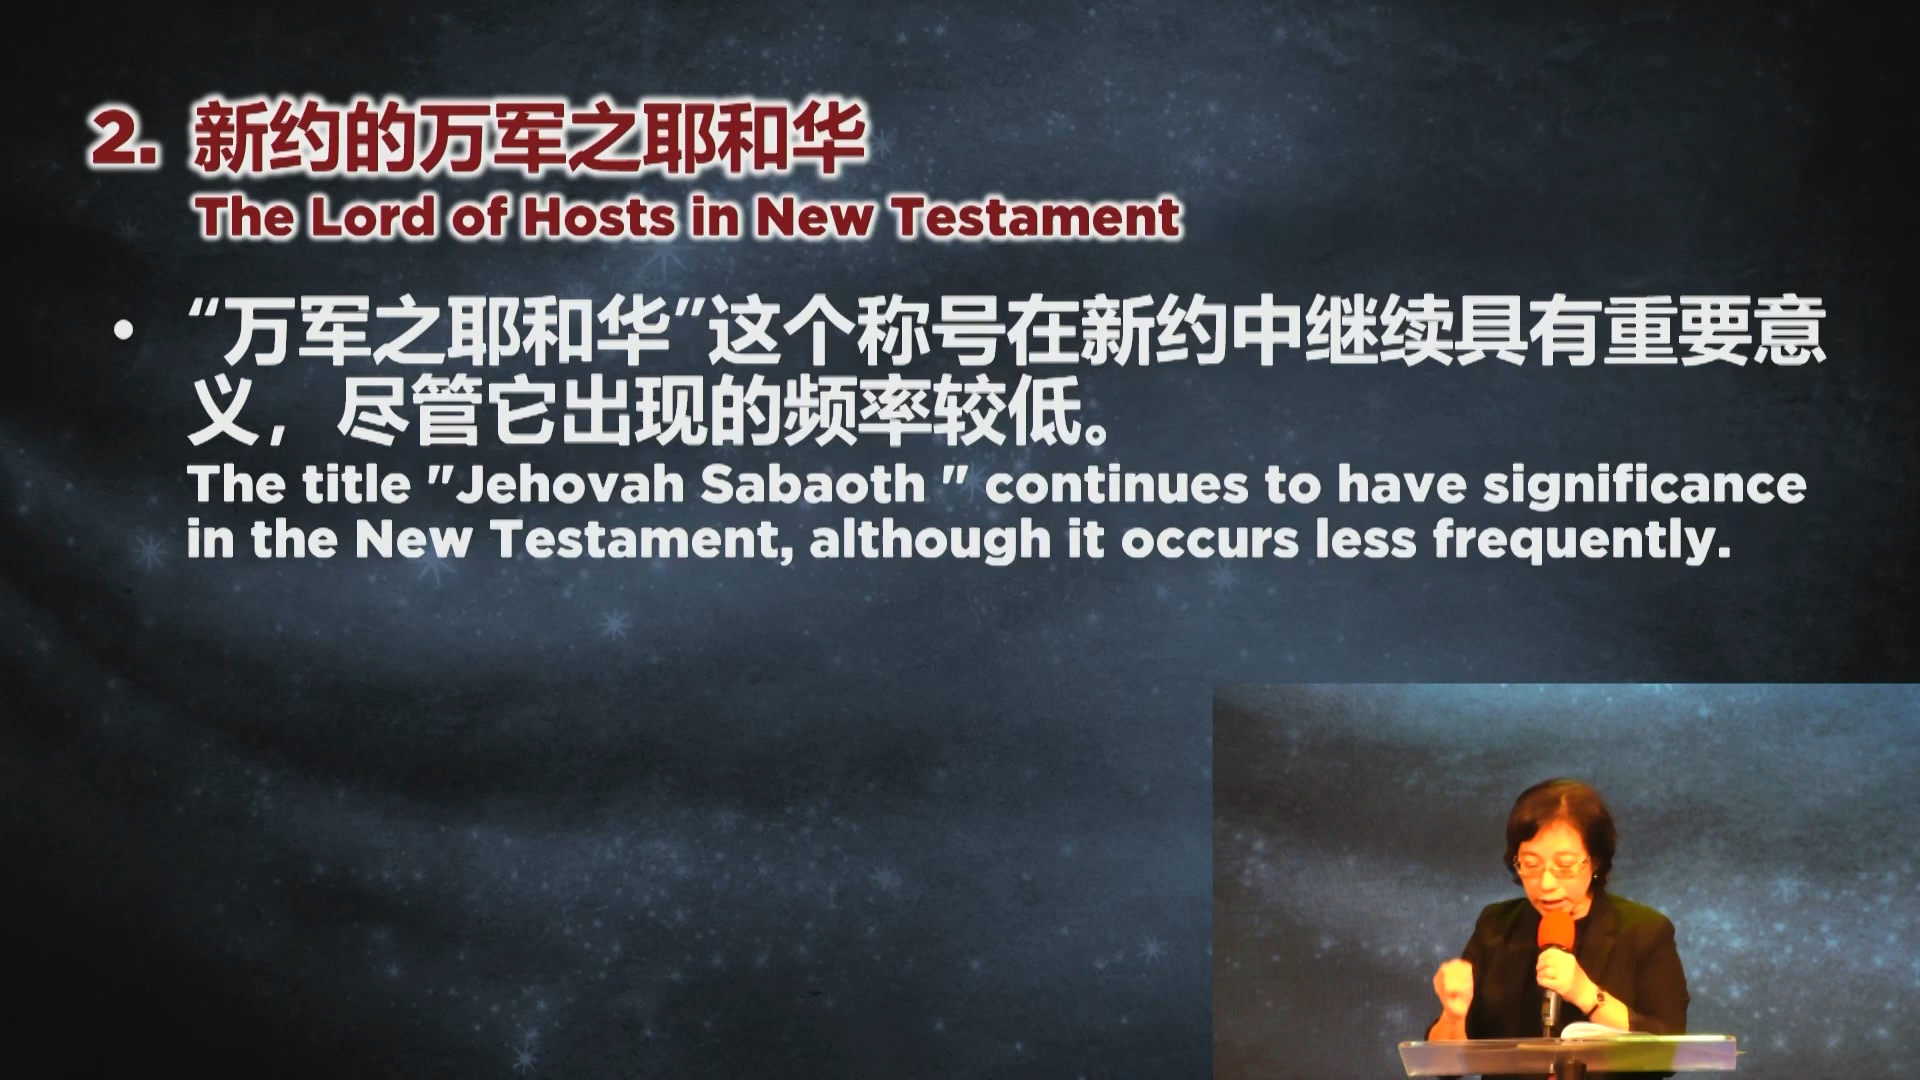 2. 新约的万军之耶和华
The Lord of Hosts in New Testament
• “万军之耶和华”这个称号在新约中继续具有重要意
义，尽管它出现的频率较低。
The title "Jehovah Sabaoth " continues to have significance
in the New Testament, although it occurs less frequently.